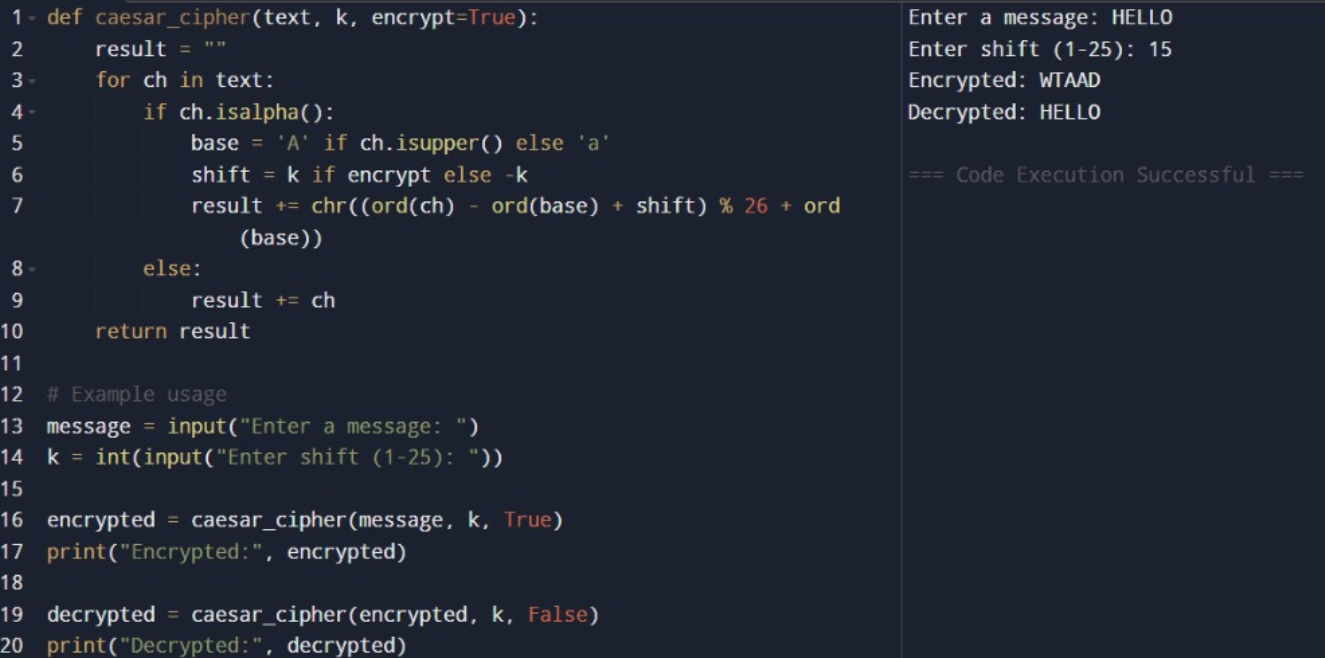 1 def caesar_cipher(text, k, encrypt=True):
2     result = ""
3     for ch in text:
4         if ch.isalpha():
5             base = 'A' if ch.isupper() else 'a'
6             shift = k if encrypt else -k
7             result += chr((ord(ch) - ord(base) + shift) % 26 + ord
                (base))
8         else:
9             result += ch
10     return result
11
12 # Example usage
13 message = input("Enter a message: ")
14 k = int(input("Enter shift (1-25): "))
15
16 encrypted = caesar_cipher(message, k, True)
17 print("Encrypted:", encrypted)
18
19 decrypted = caesar_cipher(encrypted, k, False)
20 print("Decrypted:", decrypted)
Enter a message: HELLO
Enter shift (1-25): 15
Encrypted: WTAAD
Decrypted: HELLO
=== Code Execution Successful ===